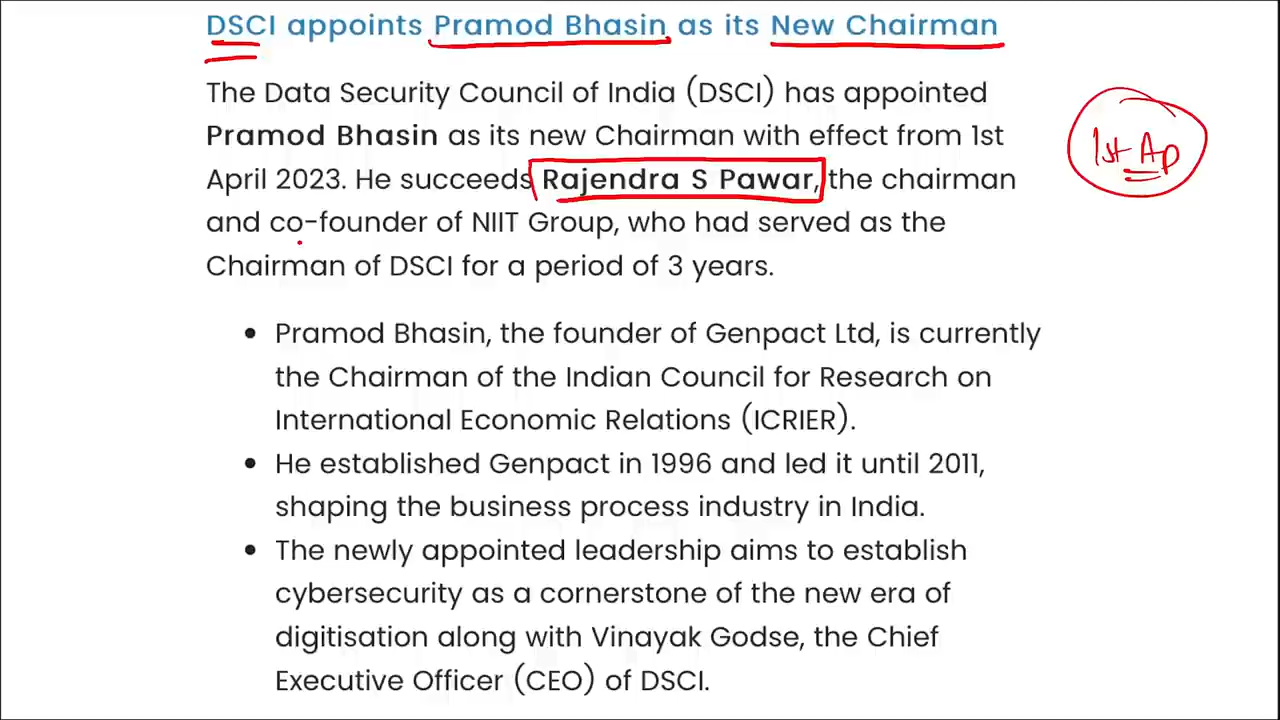 DSCI appoints Pramod Bhasin as its New Chairman
The Data Security Council of India (DSCI) has appointed
Pramod Bhasin as its new Chairman with effect from 1st
April 2023. He succeeds Rajendra S Pawar, the chairman
and co-founder of NIIT Group, who had served as the
Chairman of DSCI for a period of 3 years.
1st Ap
• Pramod Bhasin, the founder of Genpact Ltd, is currently
the Chairman of the Indian Council for Research on
International Economic Relations (ICRIER).
• He established Genpact in 1996 and led it until 2011,
shaping the business process industry in India.
• The newly appointed leadership aims to establish
cybersecurity as a cornerstone of the new era of
digitisation along with Vinayak Godse, the Chief
Executive Officer (CEO) of DSCI.